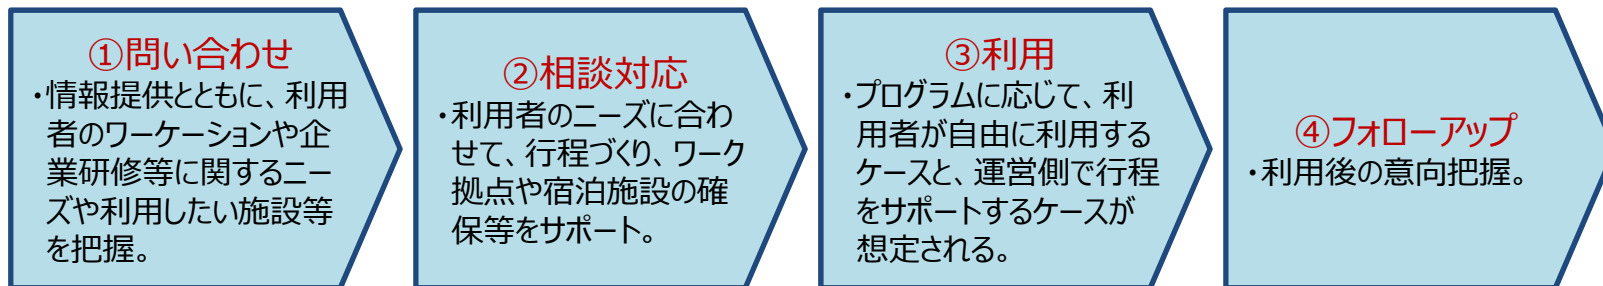 ①問い合わせ
・情報提供とともに、利用
者のワーケーションや企
業研修等に関するニー
ズや利用したい施設等
を把握。
②相談対応
・利用者のニーズに合わ
せて、行程づくり、ワーク
拠点や宿泊施設の確
保等をサポート。
③利用
・プログラムに応じて、利
用者が自由に利用する
ケースと、運営側で行程
をサポートするケースが
想定される。
④フォローアップ
・利用後の意向把握。